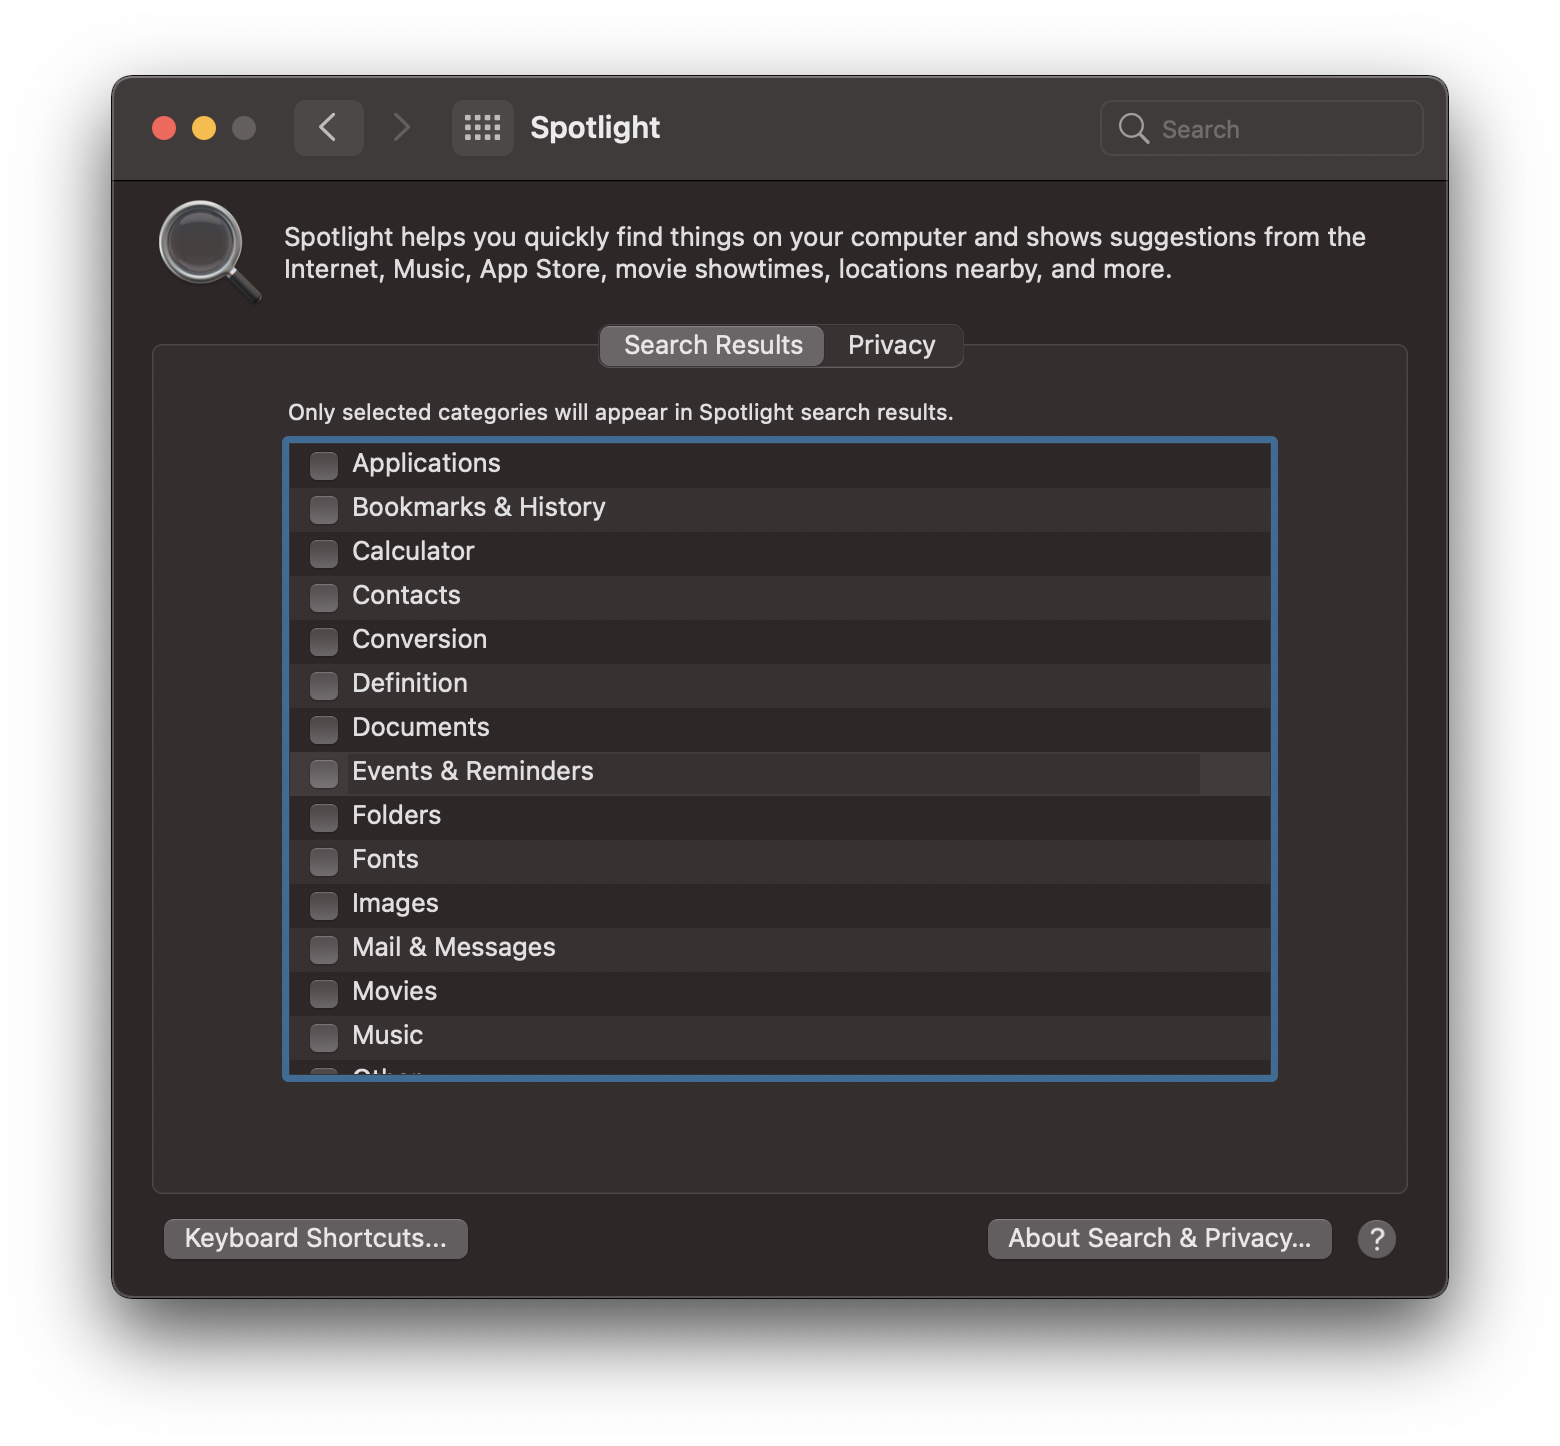 Spotlight
Search
Spotlight helps you quickly find things on your computer and shows suggestions from the
Internet, Music, App Store, movie showtimes, locations nearby, and more.
Search Results
Privacy
Only selected categories will appear in Spotlight search results.
Applications
Bookmarks & History
Calculator
Contacts
Conversion
Definition
Documents
Events & Reminders
Folders
Fonts
Images
Mail & Messages
Movies
Music
Keyboard Shortcuts...
About Search & Privacy...
?